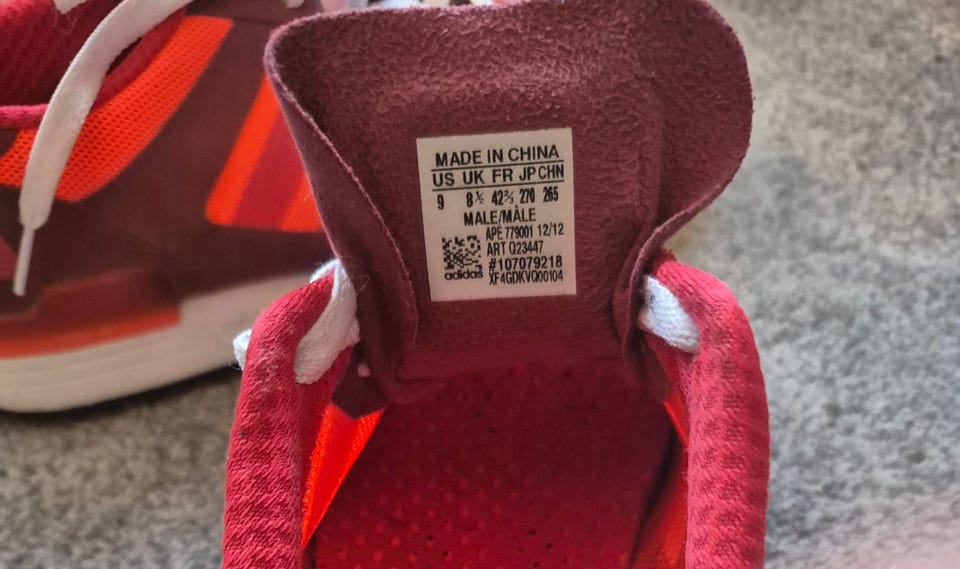 MADE IN CHINA
US UK FR JP CHN
9 8½ 42⅔ 270 265
MALE/MÂLE
APE 779001 12/12
ART Q23447
#107079218
adidas XF4GDKVQ00104